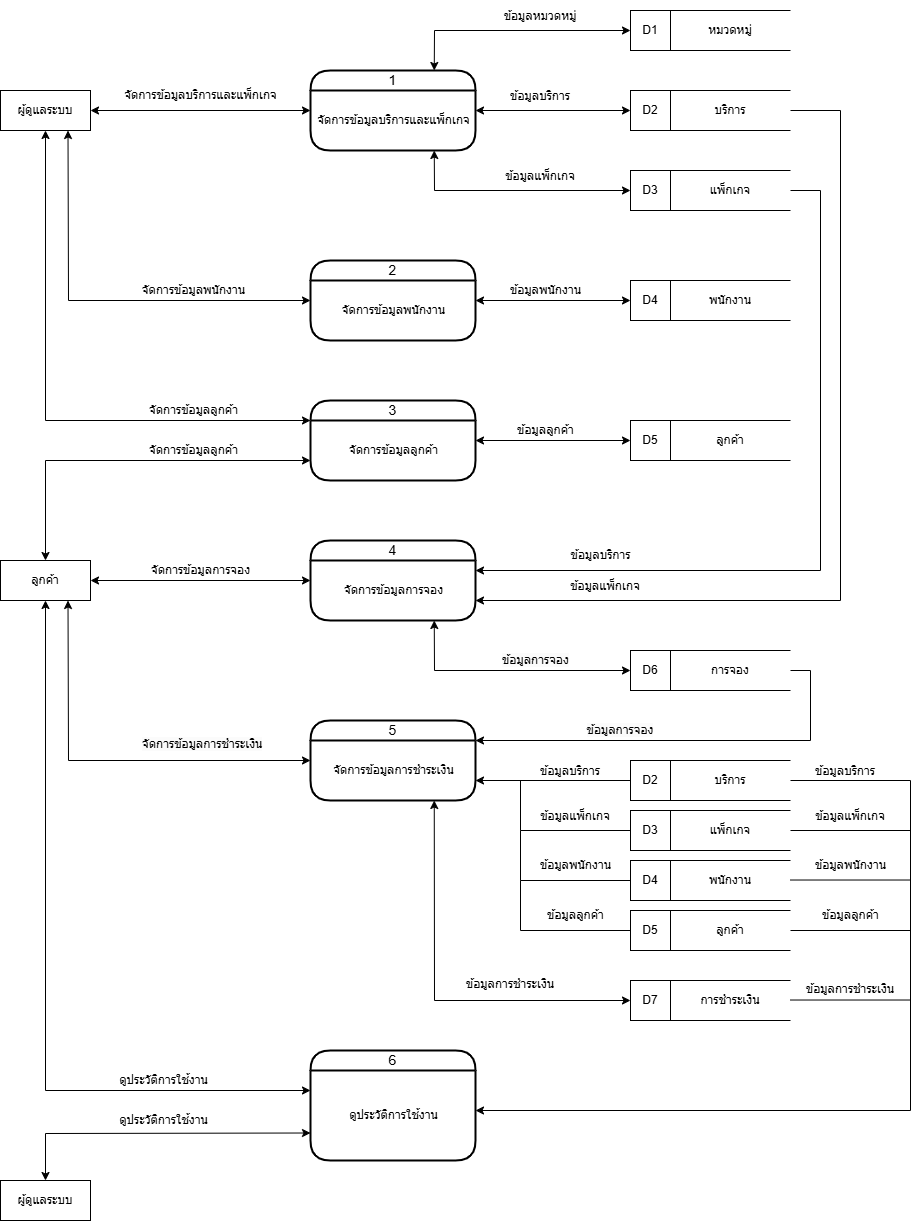 ข้อมูลหมวดหมู่
D1 หมวดหมู่
1
ผู้ดูแลระบบ
จัดการข้อมูลบริการและแพ็กเกจ
จัดการข้อมูลบริการและแพ็กเกจ
ข้อมูลบริการ
D2 บริการ
ข้อมูลแพ็กเกจ
D3 แพ็กเกจ
2
จัดการข้อมูลพนักงาน
จัดการข้อมูลพนักงาน
ข้อมูลพนักงาน
D4 พนักงาน
3
จัดการข้อมูลลูกค้า
จัดการข้อมูลลูกค้า
จัดการข้อมูลลูกค้า
ข้อมูลลูกค้า
D5 ลูกค้า
4
ลูกค้า
จัดการข้อมูลการจอง
จัดการข้อมูลการจอง
ข้อมูลบริการ
ข้อมูลแพ็กเกจ
ข้อมูลการจอง
D6 การจอง
5
จัดการข้อมูลการชำระเงิน
จัดการข้อมูลการชำระเงิน
ข้อมูลการจอง
ข้อมูลบริการ
D2 บริการ
ข้อมูลบริการ
ข้อมูลแพ็กเกจ
D3 แพ็กเกจ
ข้อมูลแพ็กเกจ
ข้อมูลพนักงาน
D4 พนักงาน
ข้อมูลพนักงาน
ข้อมูลลูกค้า
D5 ลูกค้า
ข้อมูลลูกค้า
ข้อมูลการชำระเงิน
D7 การชำระเงิน
ข้อมูลการชำระเงิน
6
ดูประวัติการใช้งาน
ดูประวัติการใช้งาน
ดูประวัติการใช้งาน
ผู้ดูแลระบบ